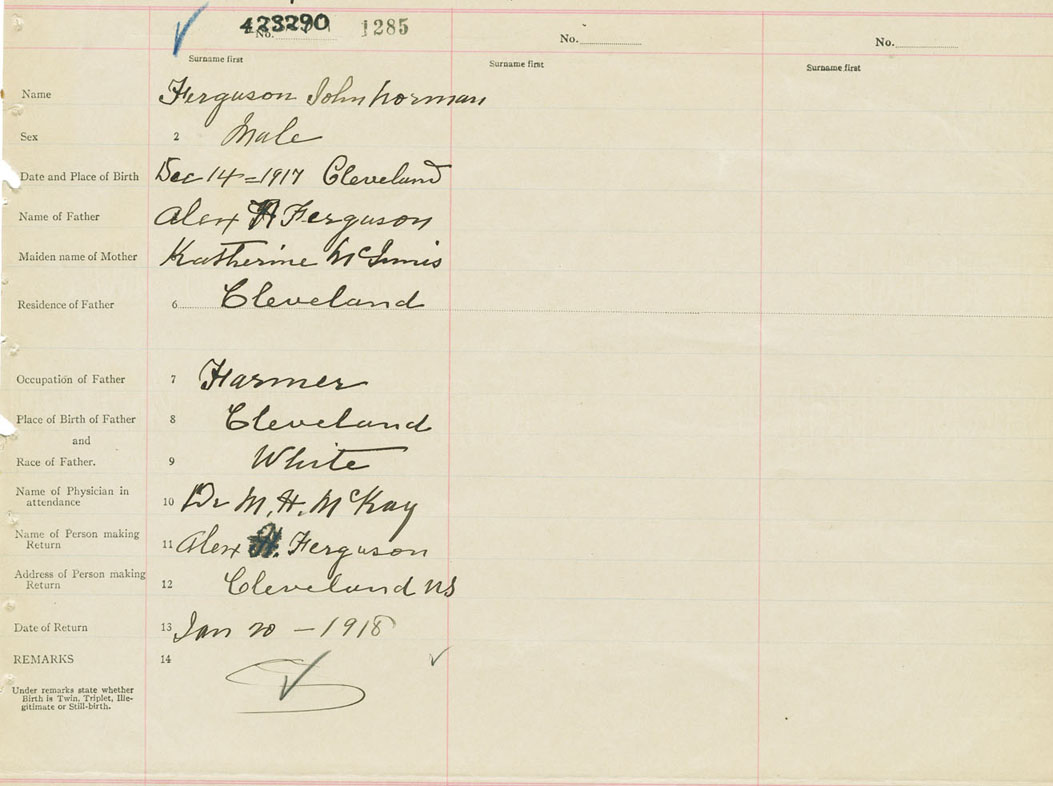 423290 No. 1285
No.
No.
Surname first
Surname first
Surname first
Name Ferguson John Norman
Sex 2 Male
Date and Place of Birth Dec 14 = 1917 Cleveland
Name of Father Alex H Ferguson
Maiden name of Mother Katherine McInnis
Residence of Father 6 Cleveland
Occupation of Father 7 Farmer
Place of Birth of Father 8 Cleveland
and
Race of Father. 9 White
Name of Physician in
attendance 10 Dr M. H. McKay
Name of Person making
Return 11 Alex H. Ferguson
Address of Person making
Return 12 Cleveland NS
Date of Return 13 Jan 20 - 1918
REMARKS 14
Under remarks state whether
Birth is Twin, Triplet, Ille-
gitimate or Still-birth.